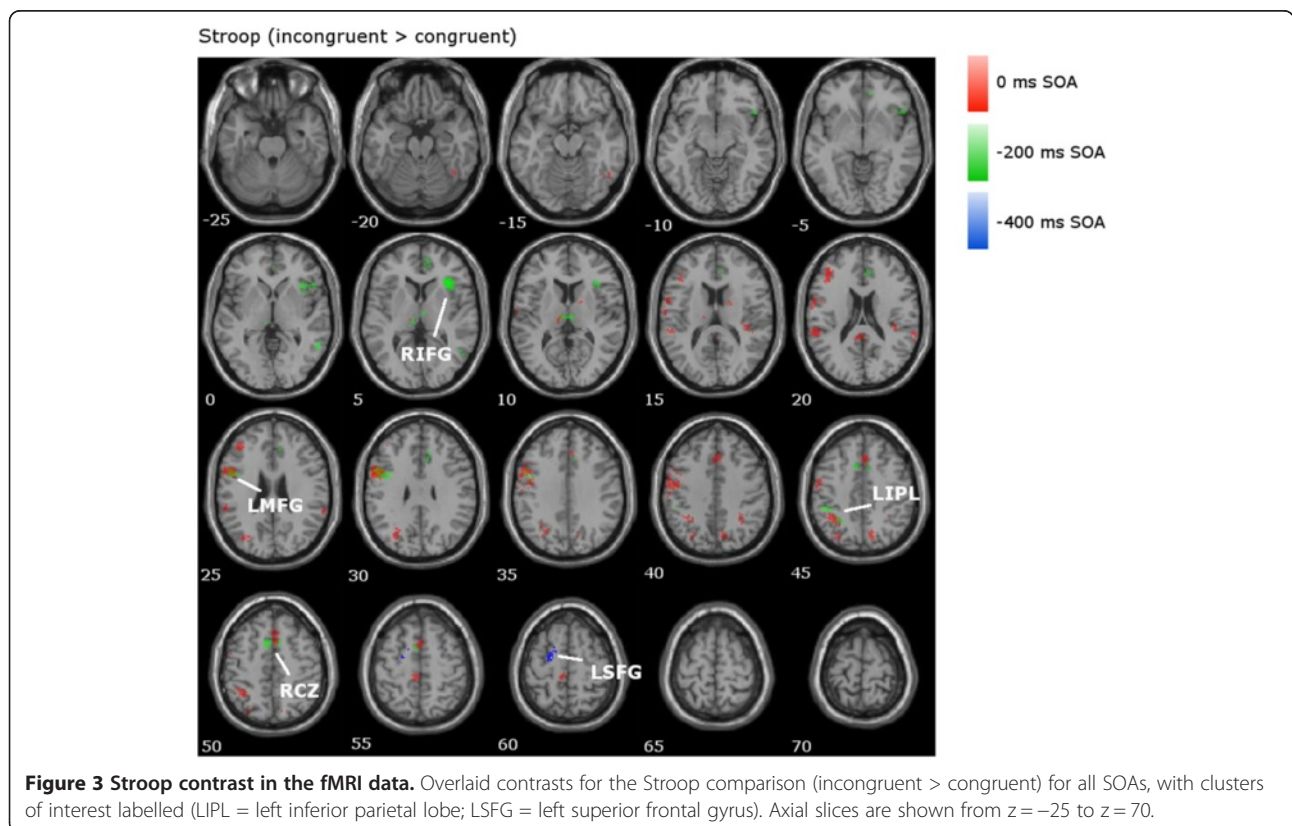 Stroop (incongruent > congruent)
0 ms SOA
-200 ms SOA
-400 ms SOA
-25 -20 -15 -10 -5
RIFG
0 5 10 15 20
LMFG LIPL
25 30 35 40 45
RCZ LSFG
50 55 60 65 70
Figure 3 Stroop contrast in the fMRI data. Overlaid contrasts for the Stroop comparison (incongruent > congruent) for all SOAs, with clusters
of interest labelled (LIPL = left inferior parietal lobe; LSFG = left superior frontal gyrus). Axial slices are shown from z = −25 to z = 70.